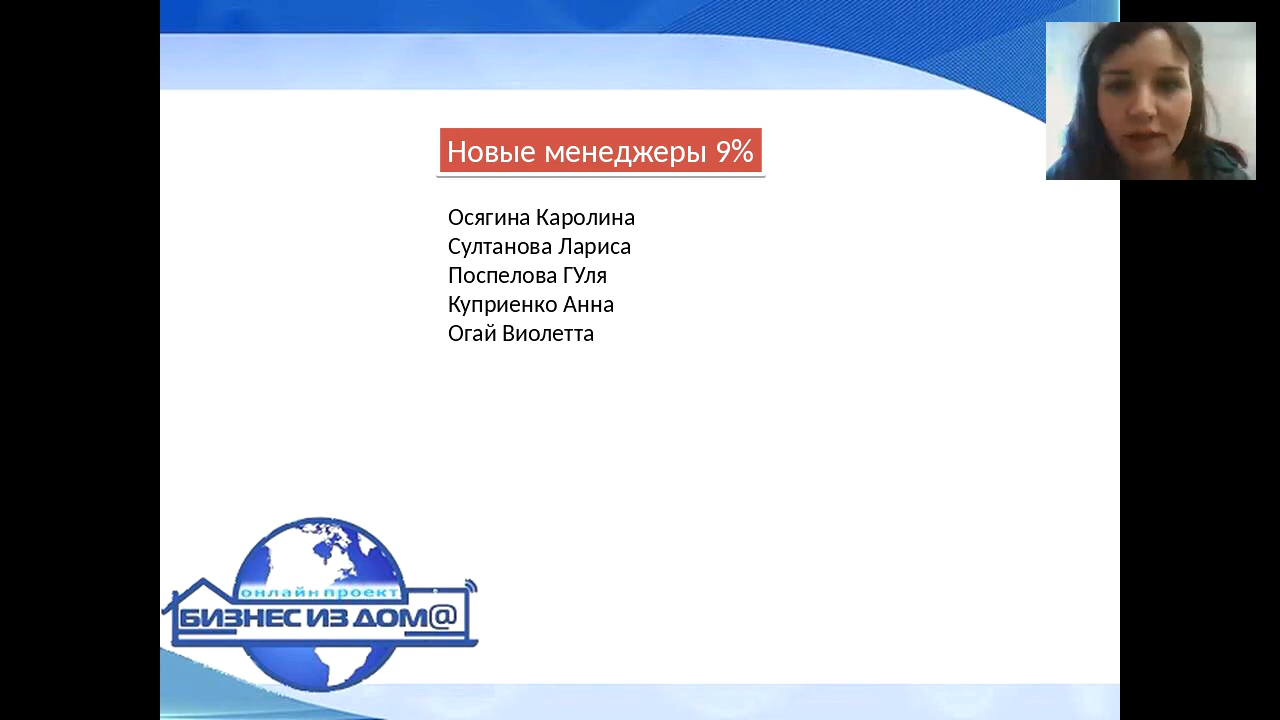 Новые менеджеры 9%
Осягина Каролина
Султанова Лариса
Поспелова ГУля
Куприенко Анна
Огай Виолетта
онлайн проект
БИЗНЕС ИЗ ДОМ@